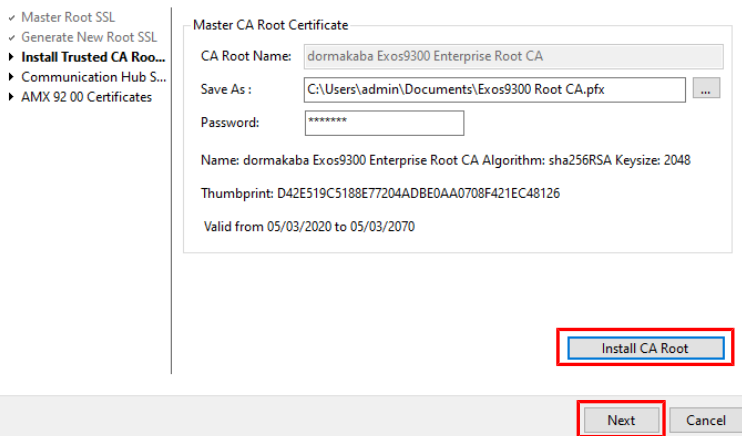 Master Root SSL
Generate New Root SSL
Install Trusted CA Roo...
Communication Hub S...
AMX 92 00 Certificates
Master CA Root Certificate
CA Root Name: dormakaba Exos9300 Enterprise Root CA
Save As : C:\Users\admin\Documents\Exos9300 Root CA.pfx ...
Password: *******
Name: dormakaba Exos9300 Enterprise Root CA Algorithm: sha256RSA Keysize: 2048
Thumbprint: D42E519C5188E77204ADBE0AA0708F421EC48126
Valid from 05/03/2020 to 05/03/2070
Install CA Root
Next Cancel